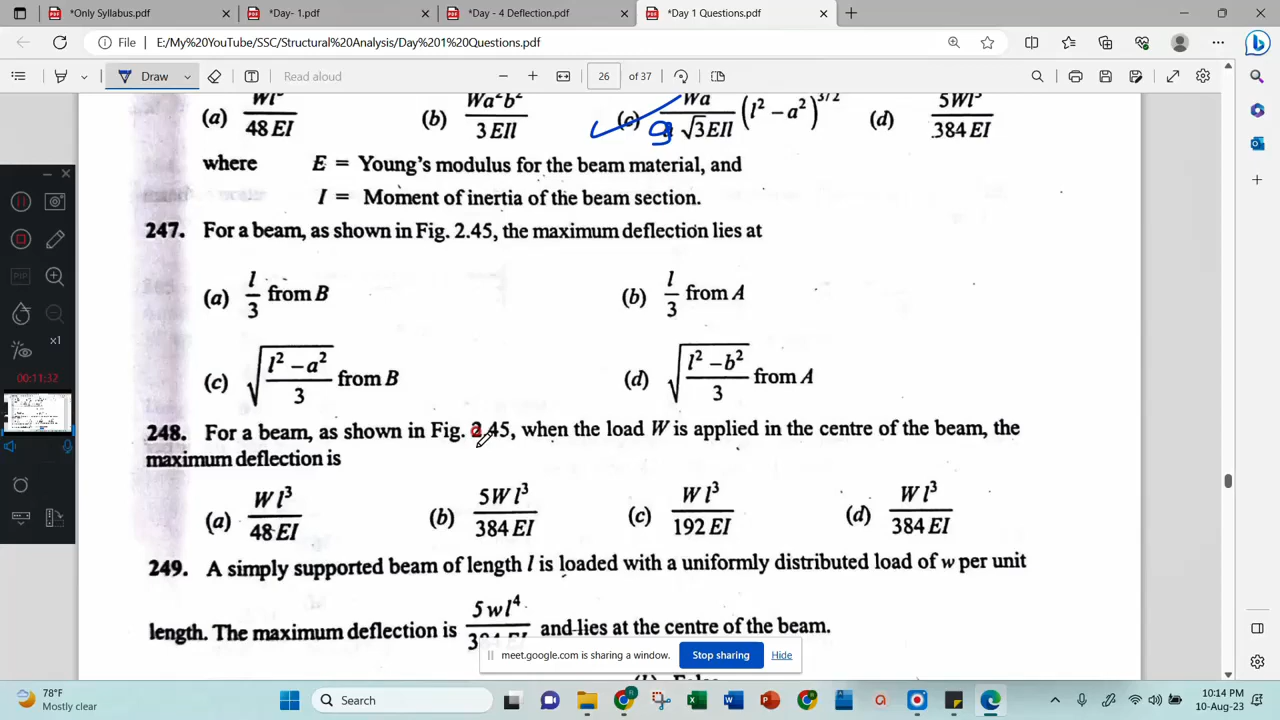 *Only Syllabus.pdf
*Day- 1.pdf
*Day - 4 Deflection.pdf
*Day 1 Questions.pdf
File
E:/My%20YouTube/SSC/Structural%20Analysis/Day%201%20Questions.pdf
Draw
Read aloud
26 of 37
(a) Wl³/48 EI (b) Wa²b²/3 EIl (c) Wa/9 √3EIl (l² – a²)^3/2 (d) 5Wl³/384 EI
where E = Young's modulus for the beam material, and
I = Moment of inertia of the beam section.
247. For a beam, as shown in Fig. 2.45, the maximum deflection lies at
(a) l/3 from B (b) l/3 from A
(c) √((l² – a²)/3) from B (d) √((l² – b²)/3) from A
248. For a beam, as shown in Fig. 2.45, when the load W is applied in the centre of the beam, the
maximum deflection is
(a) W l³/48 EI (b) 5W l³/384 EI (c) W l³/192 EI (d) W l³/384 EI
249. A simply supported beam of length l is loaded with a uniformly distributed load of w per unit
length. The maximum deflection is 5 w l⁴/384 EI and lies at the centre of the beam.
PIP
x1
00:11:32
meet.google.com is sharing a window.
Stop sharing
Hide
78°F
Mostly clear
Search
10:14 PM
10-Aug-23